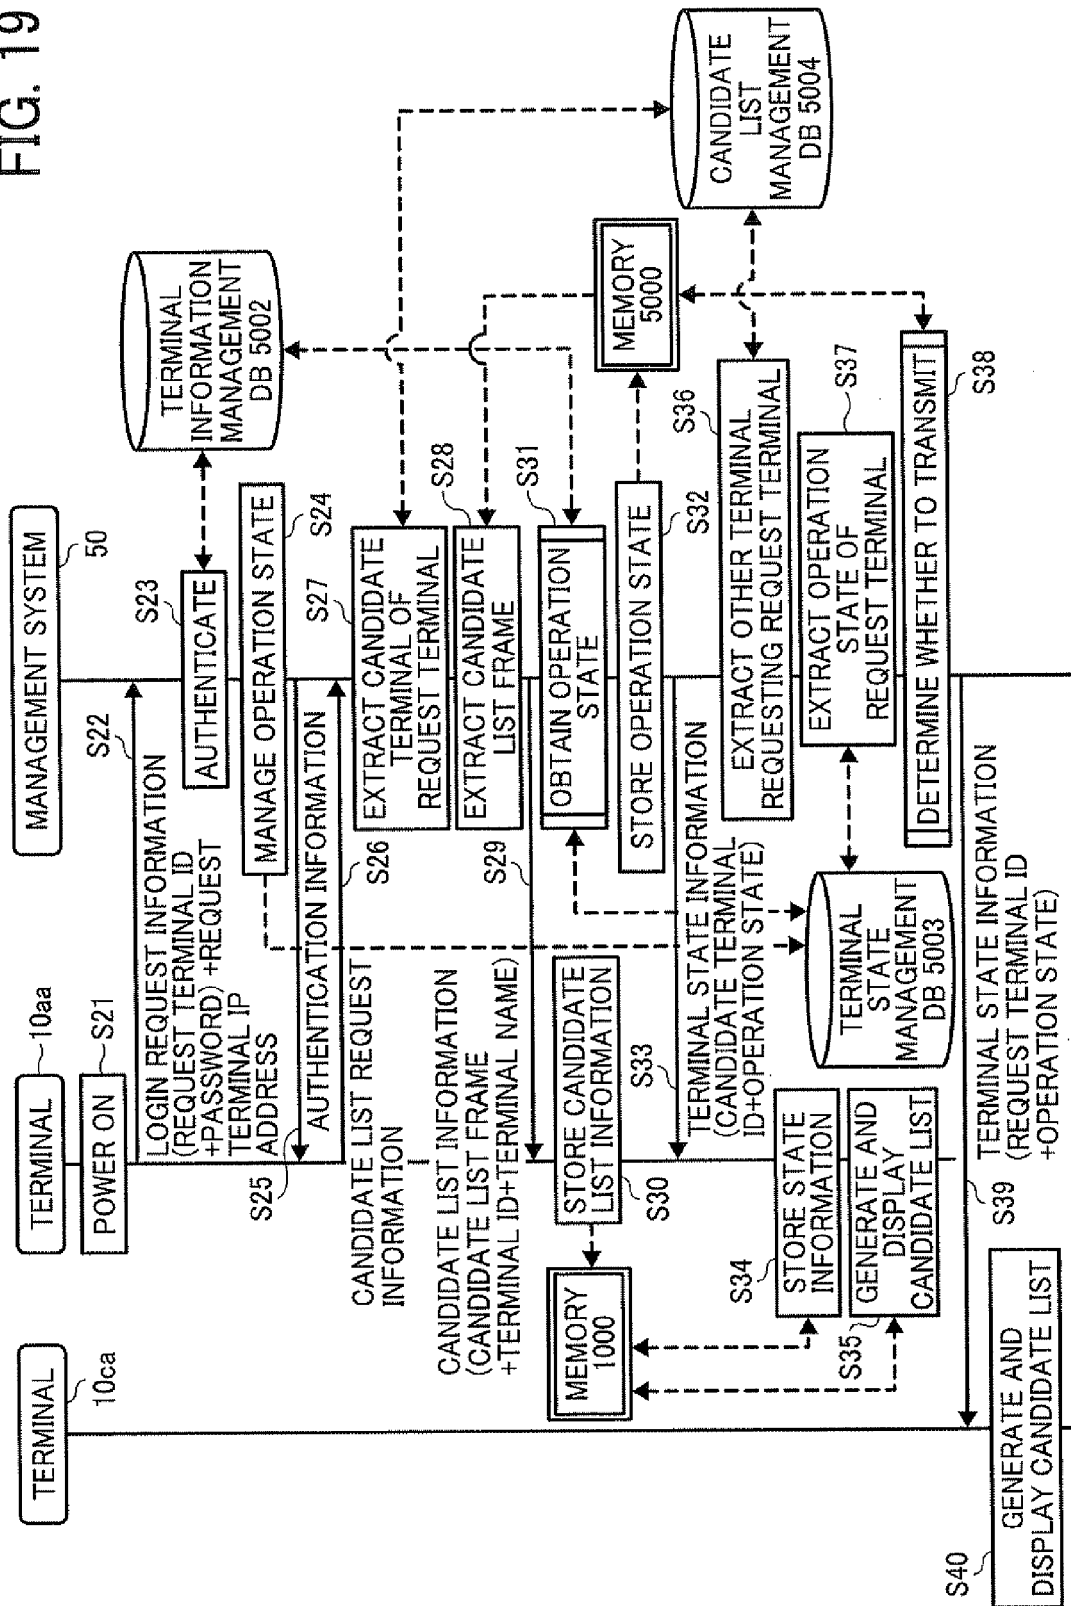 FIG. 19
TERMINAL
10ca
TERMINAL
10aa
MANAGEMENT SYSTEM
50
POWER ON
S21
S22
LOGIN REQUEST INFORMATION
(REQUEST TERMINAL ID
+PASSWORD) +REQUEST
TERMINAL IP
ADDRESS
S23
AUTHENTICATE
TERMINAL
INFORMATION
MANAGEMENT
DB 5002
MANAGE OPERATION STATE
S24
S25
AUTHENTICATION INFORMATION
S26
CANDIDATE LIST REQUEST
INFORMATION
S27
EXTRACT CANDIDATE
TERMINAL OF
REQUEST TERMINAL
S28
EXTRACT CANDIDATE
LIST FRAME
CANDIDATE LIST INFORMATION
(CANDIDATE LIST FRAME
+TERMINAL ID+TERMINAL NAME)
S29
STORE CANDIDATE
LIST INFORMATION
S30
MEMORY
1000
S31
OBTAIN OPERATION
STATE
STORE OPERATION STATE
S32
MEMORY
5000
CANDIDATE
LIST
MANAGEMENT
DB 5004
S33
TERMINAL STATE INFORMATION
(CANDIDATE TERMINAL
ID+OPERATION STATE)
S34
STORE STATE
INFORMATION
S35
GENERATE AND
DISPLAY
CANDIDATE LIST
TERMINAL
STATE
MANAGEMENT
DB 5003
S36
EXTRACT OTHER TERMINAL
REQUESTING REQUEST TERMINAL
S37
EXTRACT OPERATION
STATE OF
REQUEST TERMINAL
DETERMINE WHETHER TO TRANSMIT
S38
S39
TERMINAL STATE INFORMATION
(REQUEST TERMINAL ID
+OPERATION STATE)
S40
GENERATE AND
DISPLAY CANDIDATE LIST